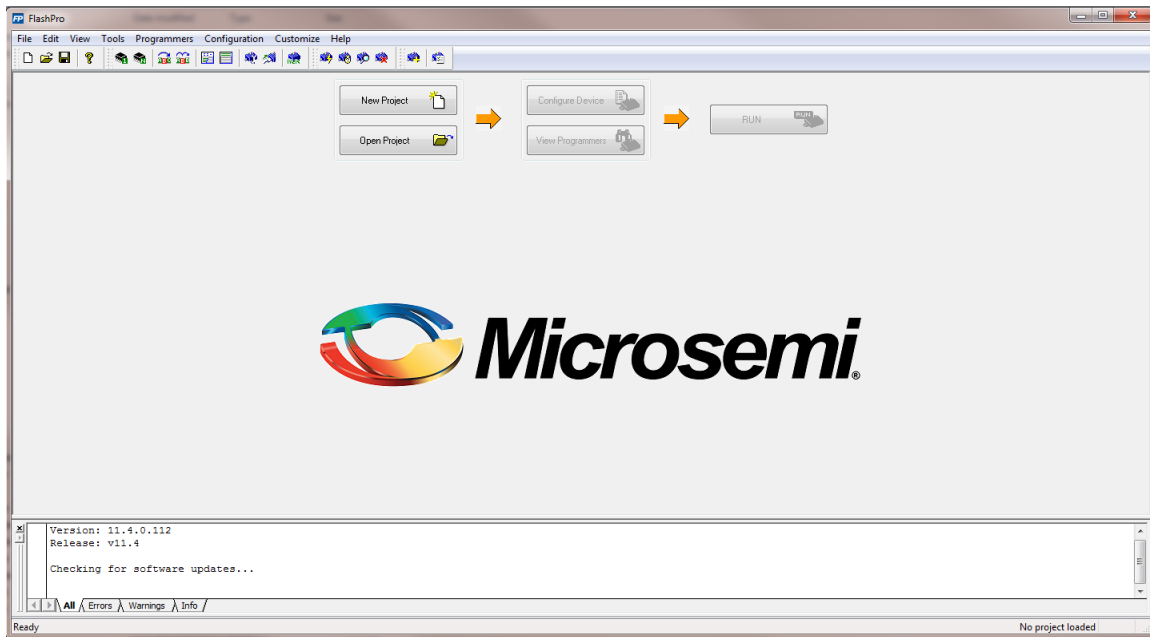 FP FlashPro
File Edit View Tools Programmers Configuration Customize Help
New Project
Configure Device
RUN
RUN
Open Project
View Programmers
Microsemi®
Version: 11.4.0.112
Release: v11.4
Checking for software updates...
All Errors Warnings Info
Ready
No project loaded